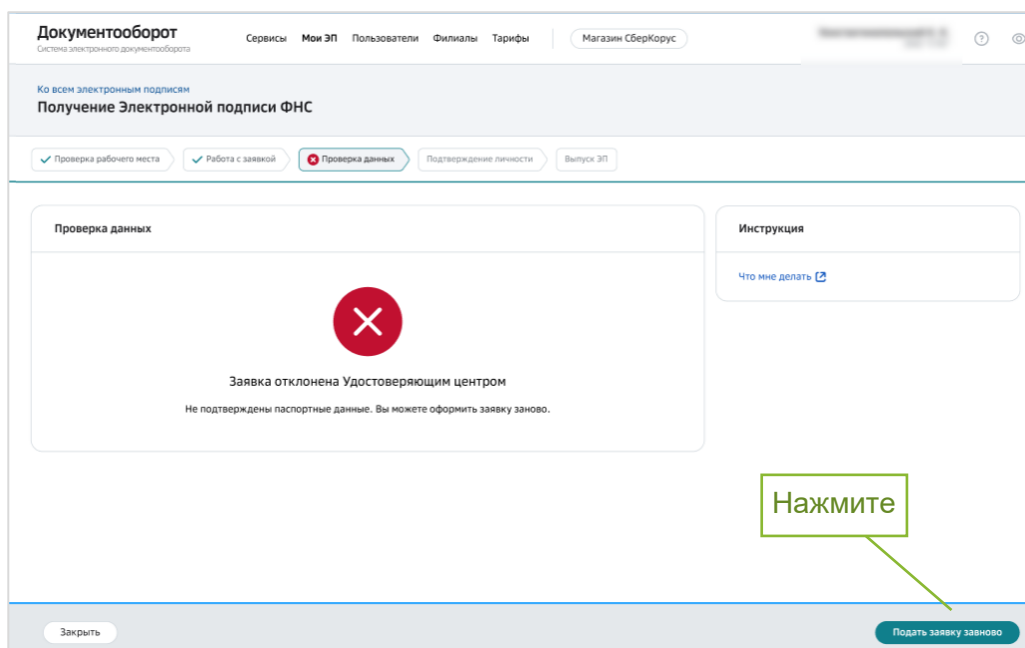 Документооборот
Система электронного документооборота
Сервисы Мои ЭП Пользователи Филиалы Тарифы Магазин СберКорус
Ко всем электронным подписям
Получение Электронной подписи ФНС
Проверка рабочего места Работа с заявкой Проверка данных Подтверждение личности Выпуск ЭП
Проверка данных
Заявка отклонена Удостоверяющим центром
Не подтверждены паспортные данные. Вы можете оформить заявку заново.
Инструкция
Что мне делать
Нажмите
Закрыть
Подать заявку завново